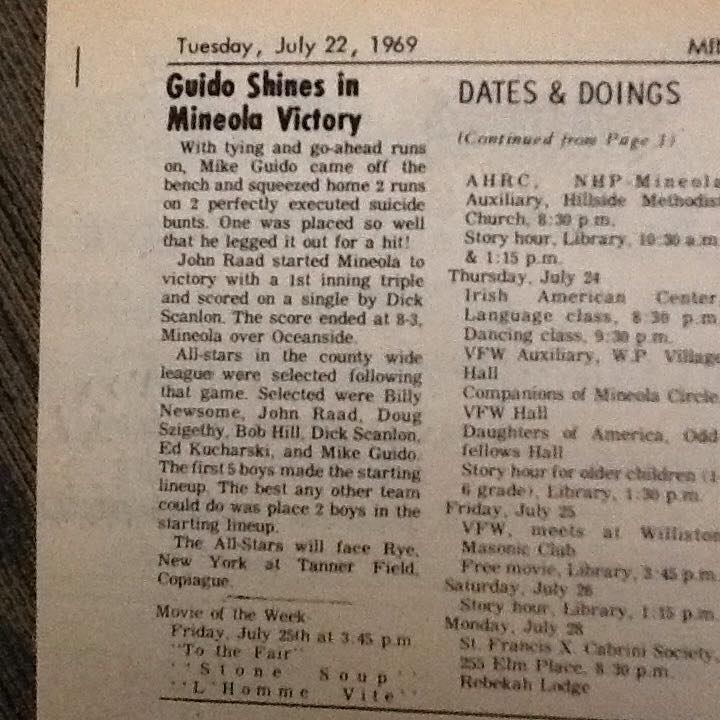 Tuesday, July 22, 1969
Guido Shines in
Mineola Victory
With tying and go-ahead runs
on, Mike Guido came off the
bench and squeezed home 2 runs
on 2 perfectly executed suicide
bunts. One was placed so well
that he legged it out for a hit!
John Raad started Mineola to
victory with a 1st inning triple
and scored on a single by Dick
Scanlon. The score ended at 8-3,
Mineola over Oceanside.
All-stars in the county wide
league were selected following
that game. Selected were Billy
Newsome, John Raad, Doug
Szigethy, Bob Hill, Dick Scanlon,
Ed Kucharski, and Mike Guido.
The first 5 boys made the starting
lineup. The best any other team
could do was place 2 boys in the
starting lineup.
The All-Stars will face Rye,
New York at Tanner Field,
Copiague.
Movie of the Week
Friday, July 25th at 3:45 p.m
"To the Fair"
"Stone Soup"
"L'Homme Vite"
MI
DATES & DOINGS
(Continued from Page 3)
AHRC, NHP-Mineola
Auxiliary, Hillside Methodist
Church, 8:30 p.m.
Story hour, Library, 10:30 a.m
& 1:15 p.m.
Thursday, July 24
Irish American Center
Language class, 8:30 p.m
Dancing class, 9:30 p.m.
VFW Auxiliary, W.P. Village
Hall
Companions of Mineola Circle
VFW Hall
Daughters of America, Odd
fellows Hall
Story hour for older children (1-
6 grade), Library, 1:30 p.m.
Friday, July 25
VFW, meets at Williston
Masonic Club
Free movie, Library, 3:45 p.m.
Saturday, July 26
Story hour, Library, 1:15 p.m.
Monday, July 28
St. Francis X. Cabrini Society,
255 Elm Place, 8:30 p.m.
Rebekah Lodge